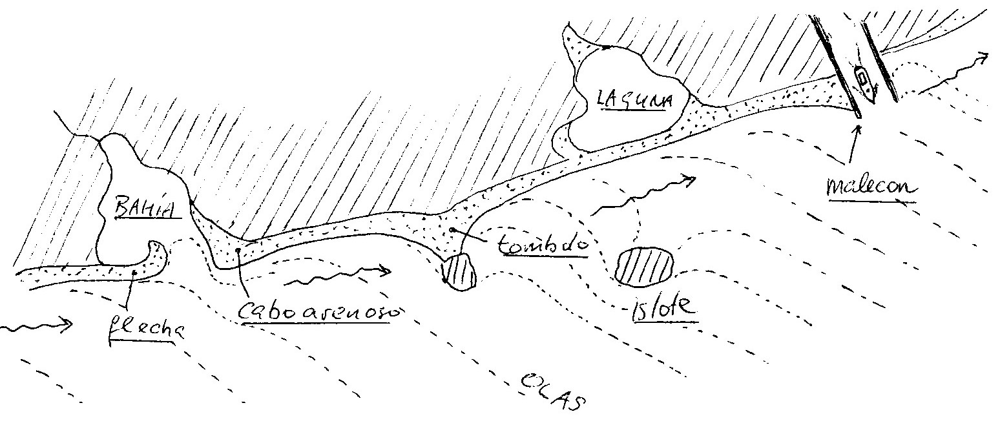 LAGUNA
malecon
BAHÍA
tombolo
cabo arenoso
islote
flecha
OLAS